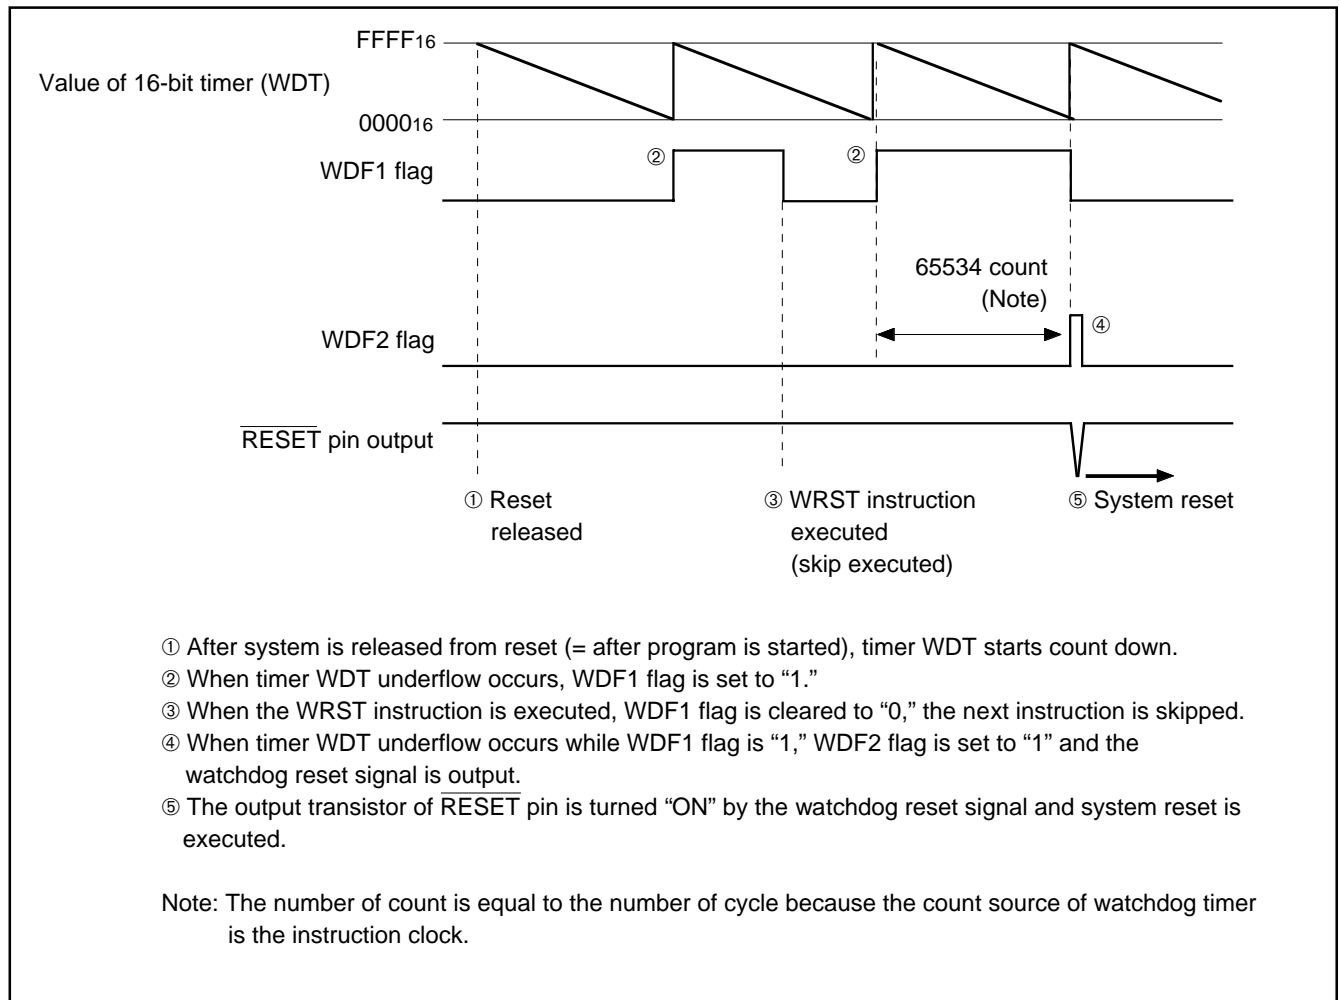 FFFF16
Value of 16-bit timer (WDT)
000016
② ②
WDF1 flag
65534 count
(Note)
④
WDF2 flag
RESET pin output
① Reset
released
③ WRST instruction
executed
(skip executed)
⑤ System reset
① After system is released from reset (= after program is started), timer WDT starts count down.
② When timer WDT underflow occurs, WDF1 flag is set to “1.”
③ When the WRST instruction is executed, WDF1 flag is cleared to “0,” the next instruction is skipped.
④ When timer WDT underflow occurs while WDF1 flag is “1,” WDF2 flag is set to “1” and the
watchdog reset signal is output.
⑤ The output transistor of RESET pin is turned “ON” by the watchdog reset signal and system reset is
executed.
Note: The number of count is equal to the number of cycle because the count source of watchdog timer
is the instruction clock.